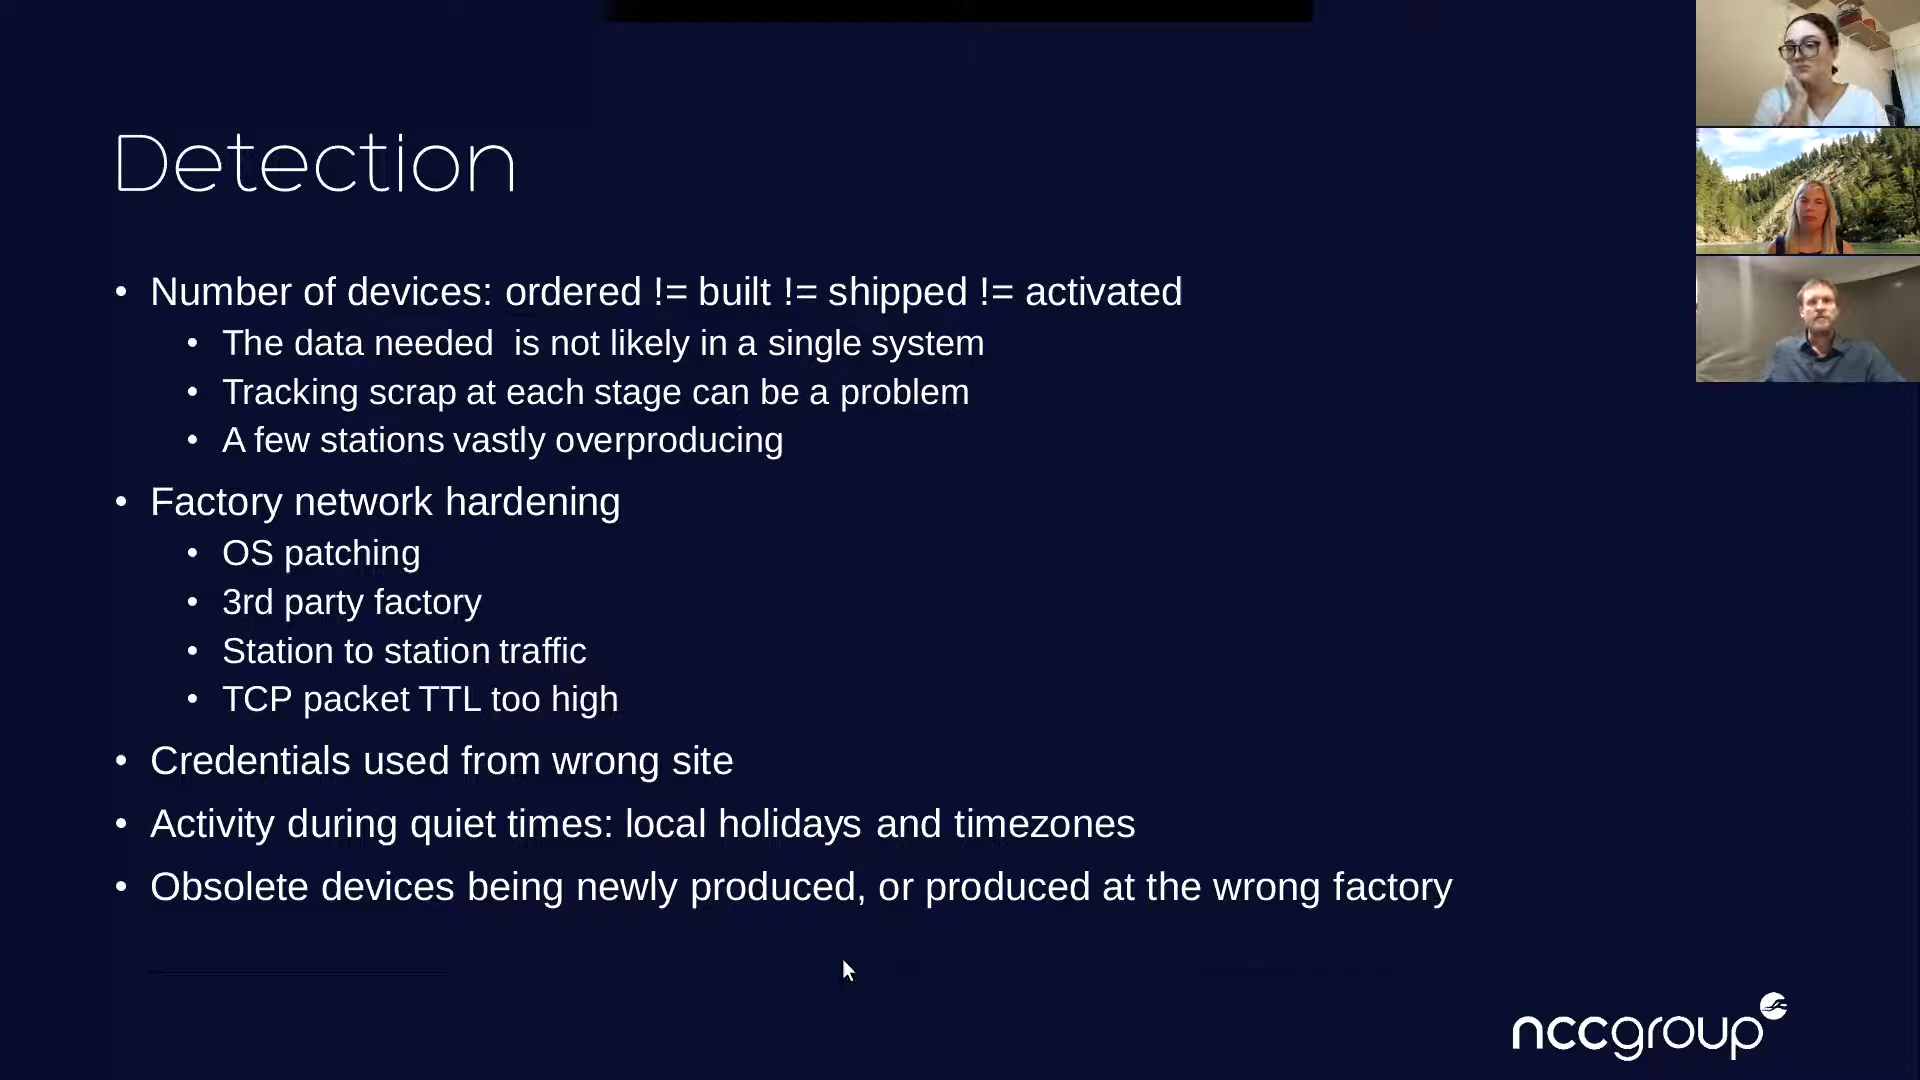 Detection
• Number of devices: ordered != built != shipped != activated
• The data needed  is not likely in a single system
• Tracking scrap at each stage can be a problem
• A few stations vastly overproducing
• Factory network hardening
• OS patching
• 3rd party factory
• Station to station traffic
• TCP packet TTL too high
• Credentials used from wrong site
• Activity during quiet times: local holidays and timezones
• Obsolete devices being newly produced, or produced at the wrong factory
nccgroup